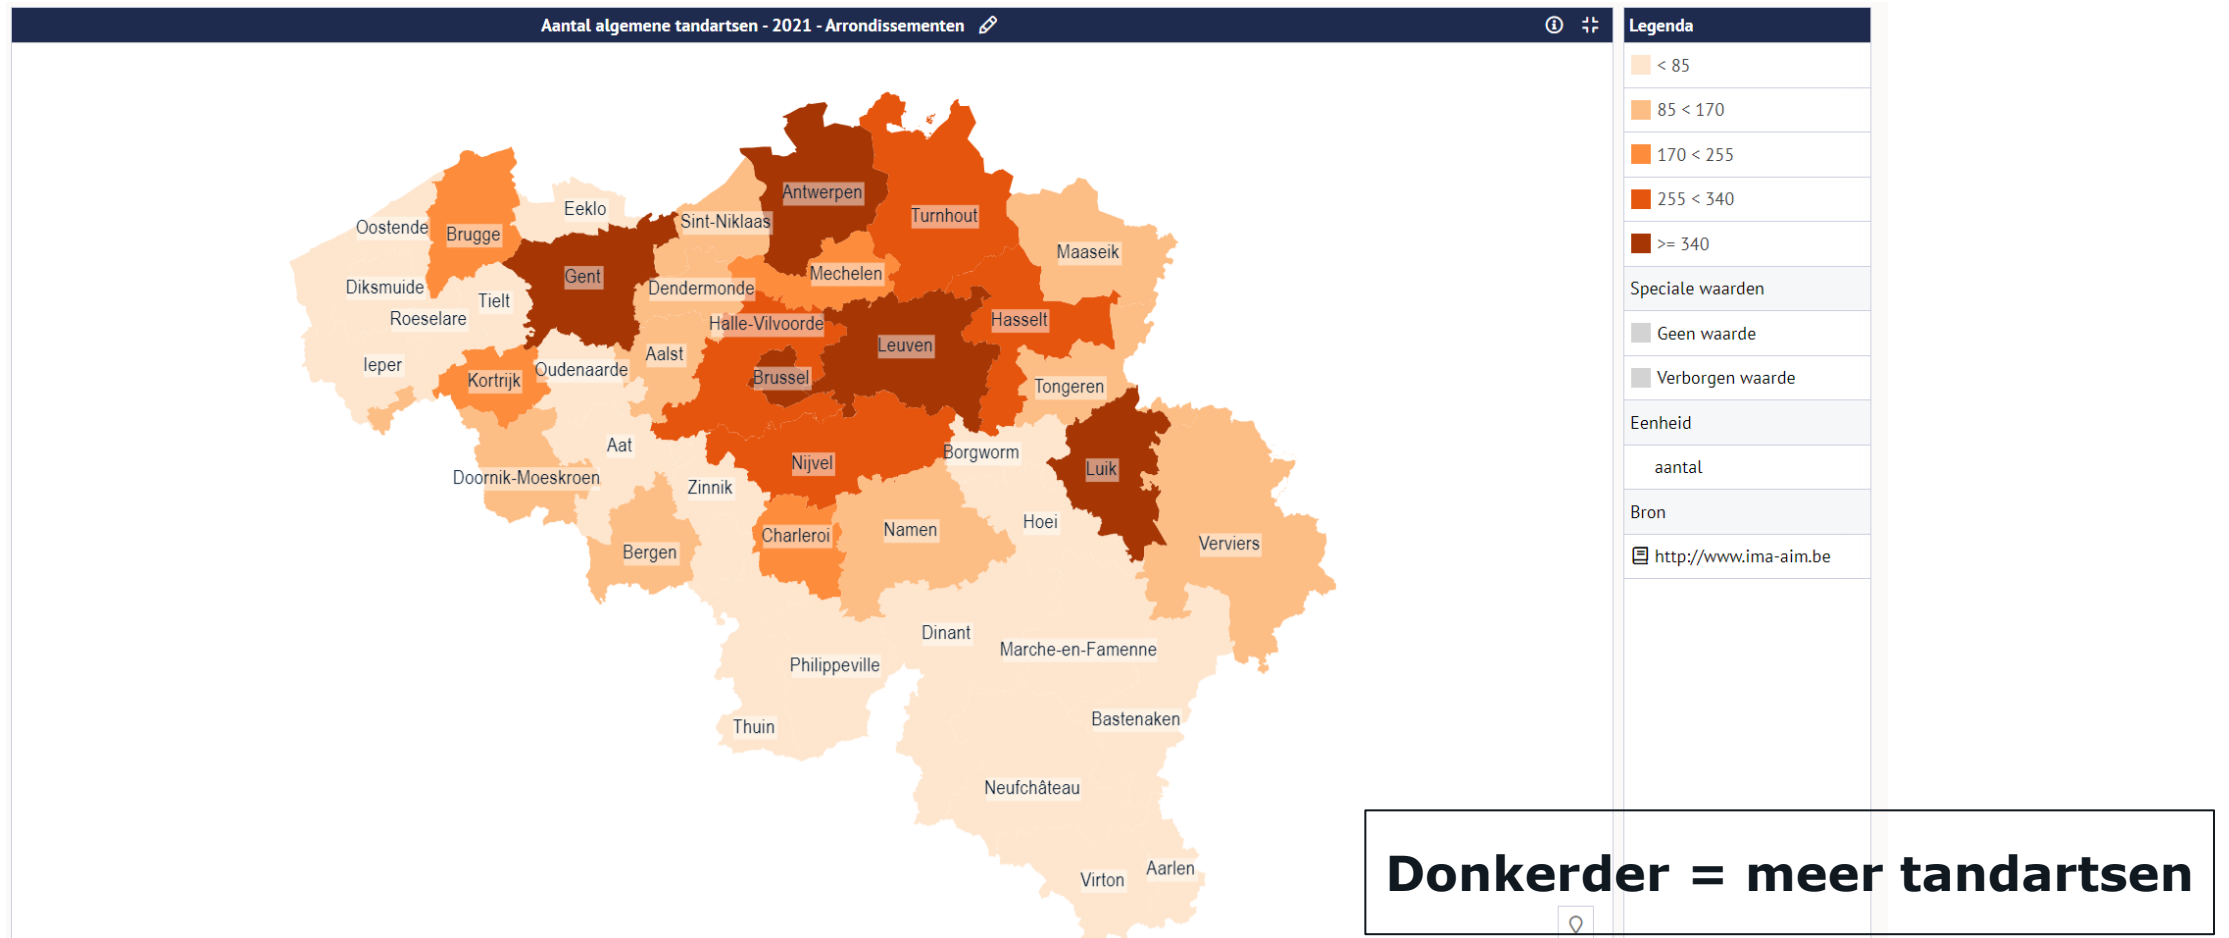 Aantal algemene tandartsen - 2021 - Arrondissementen
Legenda
< 85
85 < 170
170 < 255
255 < 340
>= 340
Speciale waarden
Geen waarde
Verborgen waarde
Eenheid
aantal
Bron
http://www.ima-aim.be
Antwerpen
Turnhout
Eeklo
Sint-Niklaas
Oostende
Brugge
Maaseik
Gent
Mechelen
Diksmuide
Tielt
Dendermonde
Roeselare
Halle-Vilvoorde
Hasselt
Leuven
Aalst
Ieper
Oudenaarde
Kortrijk
Brussel
Tongeren
Aat
Borgworm
Nijvel
Luik
Doornik-Moeskroen
Zinnik
Hoei
Namen
Charleroi
Verviers
Bergen
Dinant
Marche-en-Famenne
Philippeville
Bastenaken
Thuin
Neufchâteau
Aarlen
Virton
Donkerder = meer tandartsen